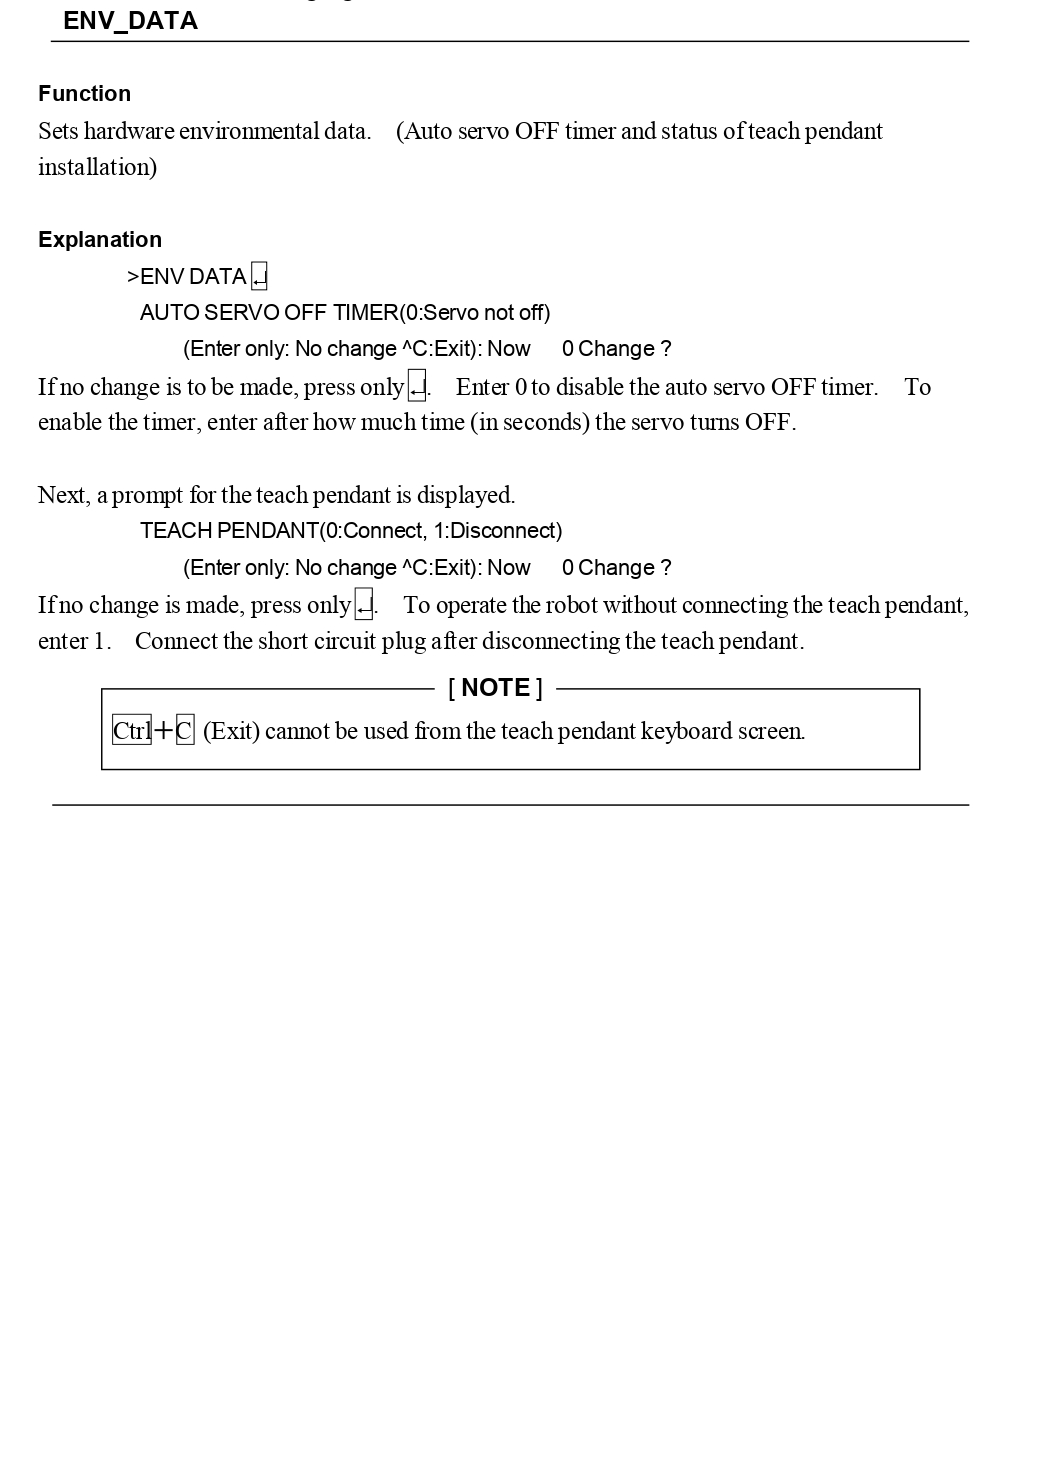 ENV_DATA
Function
Sets hardware environmental data. (Auto servo OFF timer and status of teach pendant
installation)
Explanation
>ENV DATA ↵
AUTO SERVO OFF TIMER(0:Servo not off)
(Enter only: No change ^C:Exit): Now 0 Change ?
If no change is to be made, press only ↵. Enter 0 to disable the auto servo OFF timer. To
enable the timer, enter after how much time (in seconds) the servo turns OFF.
Next, a prompt for the teach pendant is displayed.
TEACH PENDANT(0:Connect, 1:Disconnect)
(Enter only: No change ^C:Exit): Now 0 Change ?
If no change is made, press only ↵. To operate the robot without connecting the teach pendant,
enter 1. Connect the short circuit plug after disconnecting the teach pendant.
[ NOTE ]
Ctrl+C (Exit) cannot be used from the teach pendant keyboard screen.